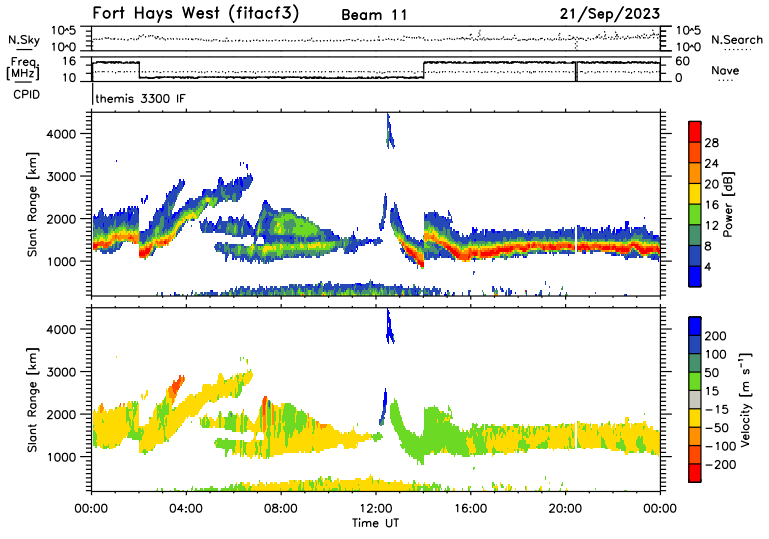 Fort Hays West (fitacf3) Beam 11 21/Sep/2023
N.Sky 10^5 10^0 10^5 10^0 N.Search
Freq. [MHz] 16 10 60 0 Nave
CPID themis 3300 IF
Slant Range [km] 4000 3000 2000 1000
Power [dB] 28 24 20 16 12 8 4
Slant Range [km] 4000 3000 2000 1000
Velocity [m s⁻¹] 200 100 50 15 −15 −50 −100 −200
00:00 04:00 08:00 12:00 16:00 20:00 00:00
Time UT